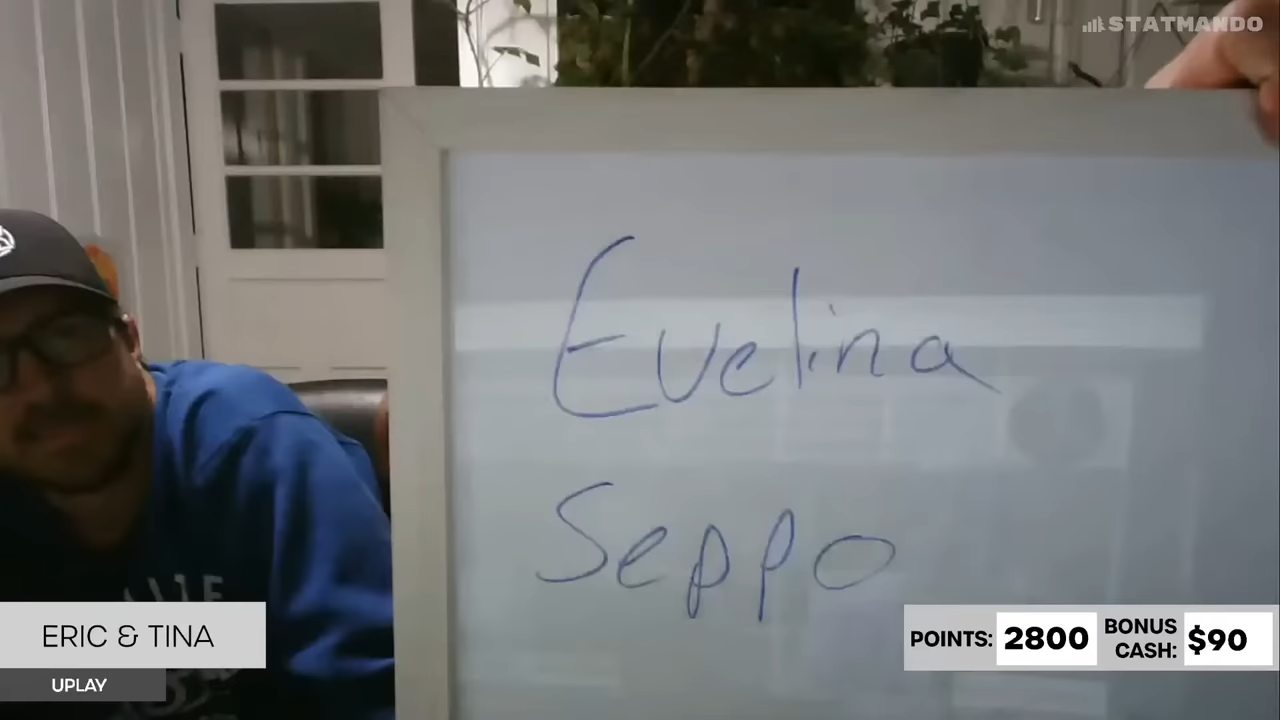 STATMANDO
Evelina
Seppo
ERIC & TINA
UPLAY
POINTS: 2800
BONUS CASH: $90